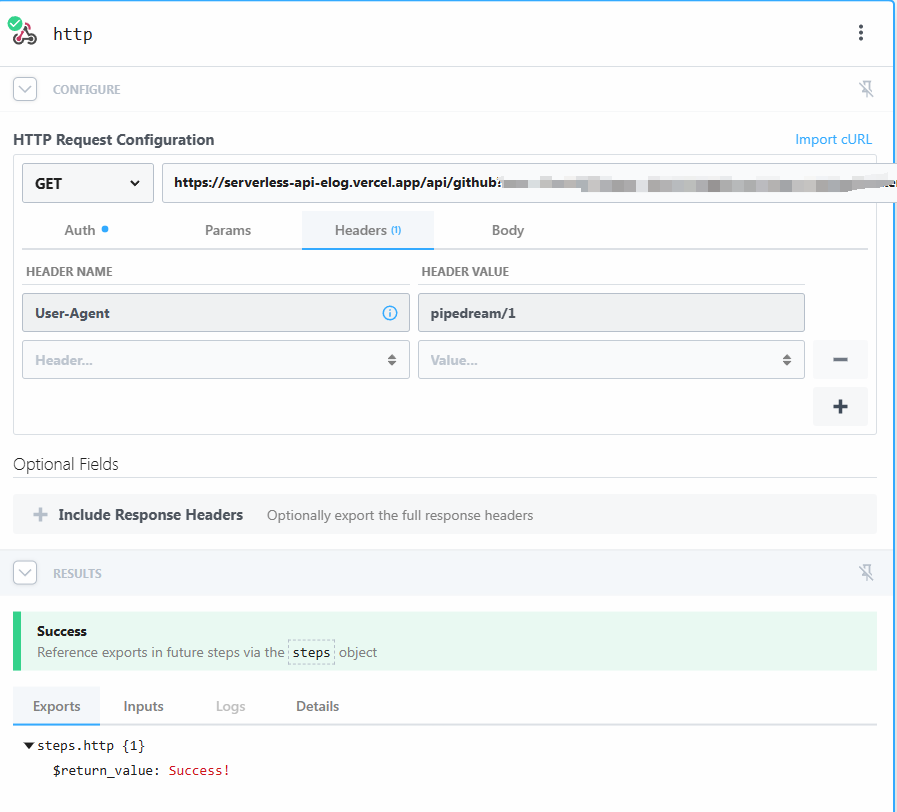 http
CONFIGURE
HTTP Request Configuration
Import cURL
GET
https://serverless-api-elog.vercel.app/api/github?
Auth
Params
Headers (1)
Body
HEADER NAME
HEADER VALUE
User-Agent
pipedream/1
Header...
Value...
Optional Fields
Include Response Headers
Optionally export the full response headers
RESULTS
Success
Reference exports in future steps via the steps object
Exports
Inputs
Logs
Details
steps.http {1}
$return_value: Success!